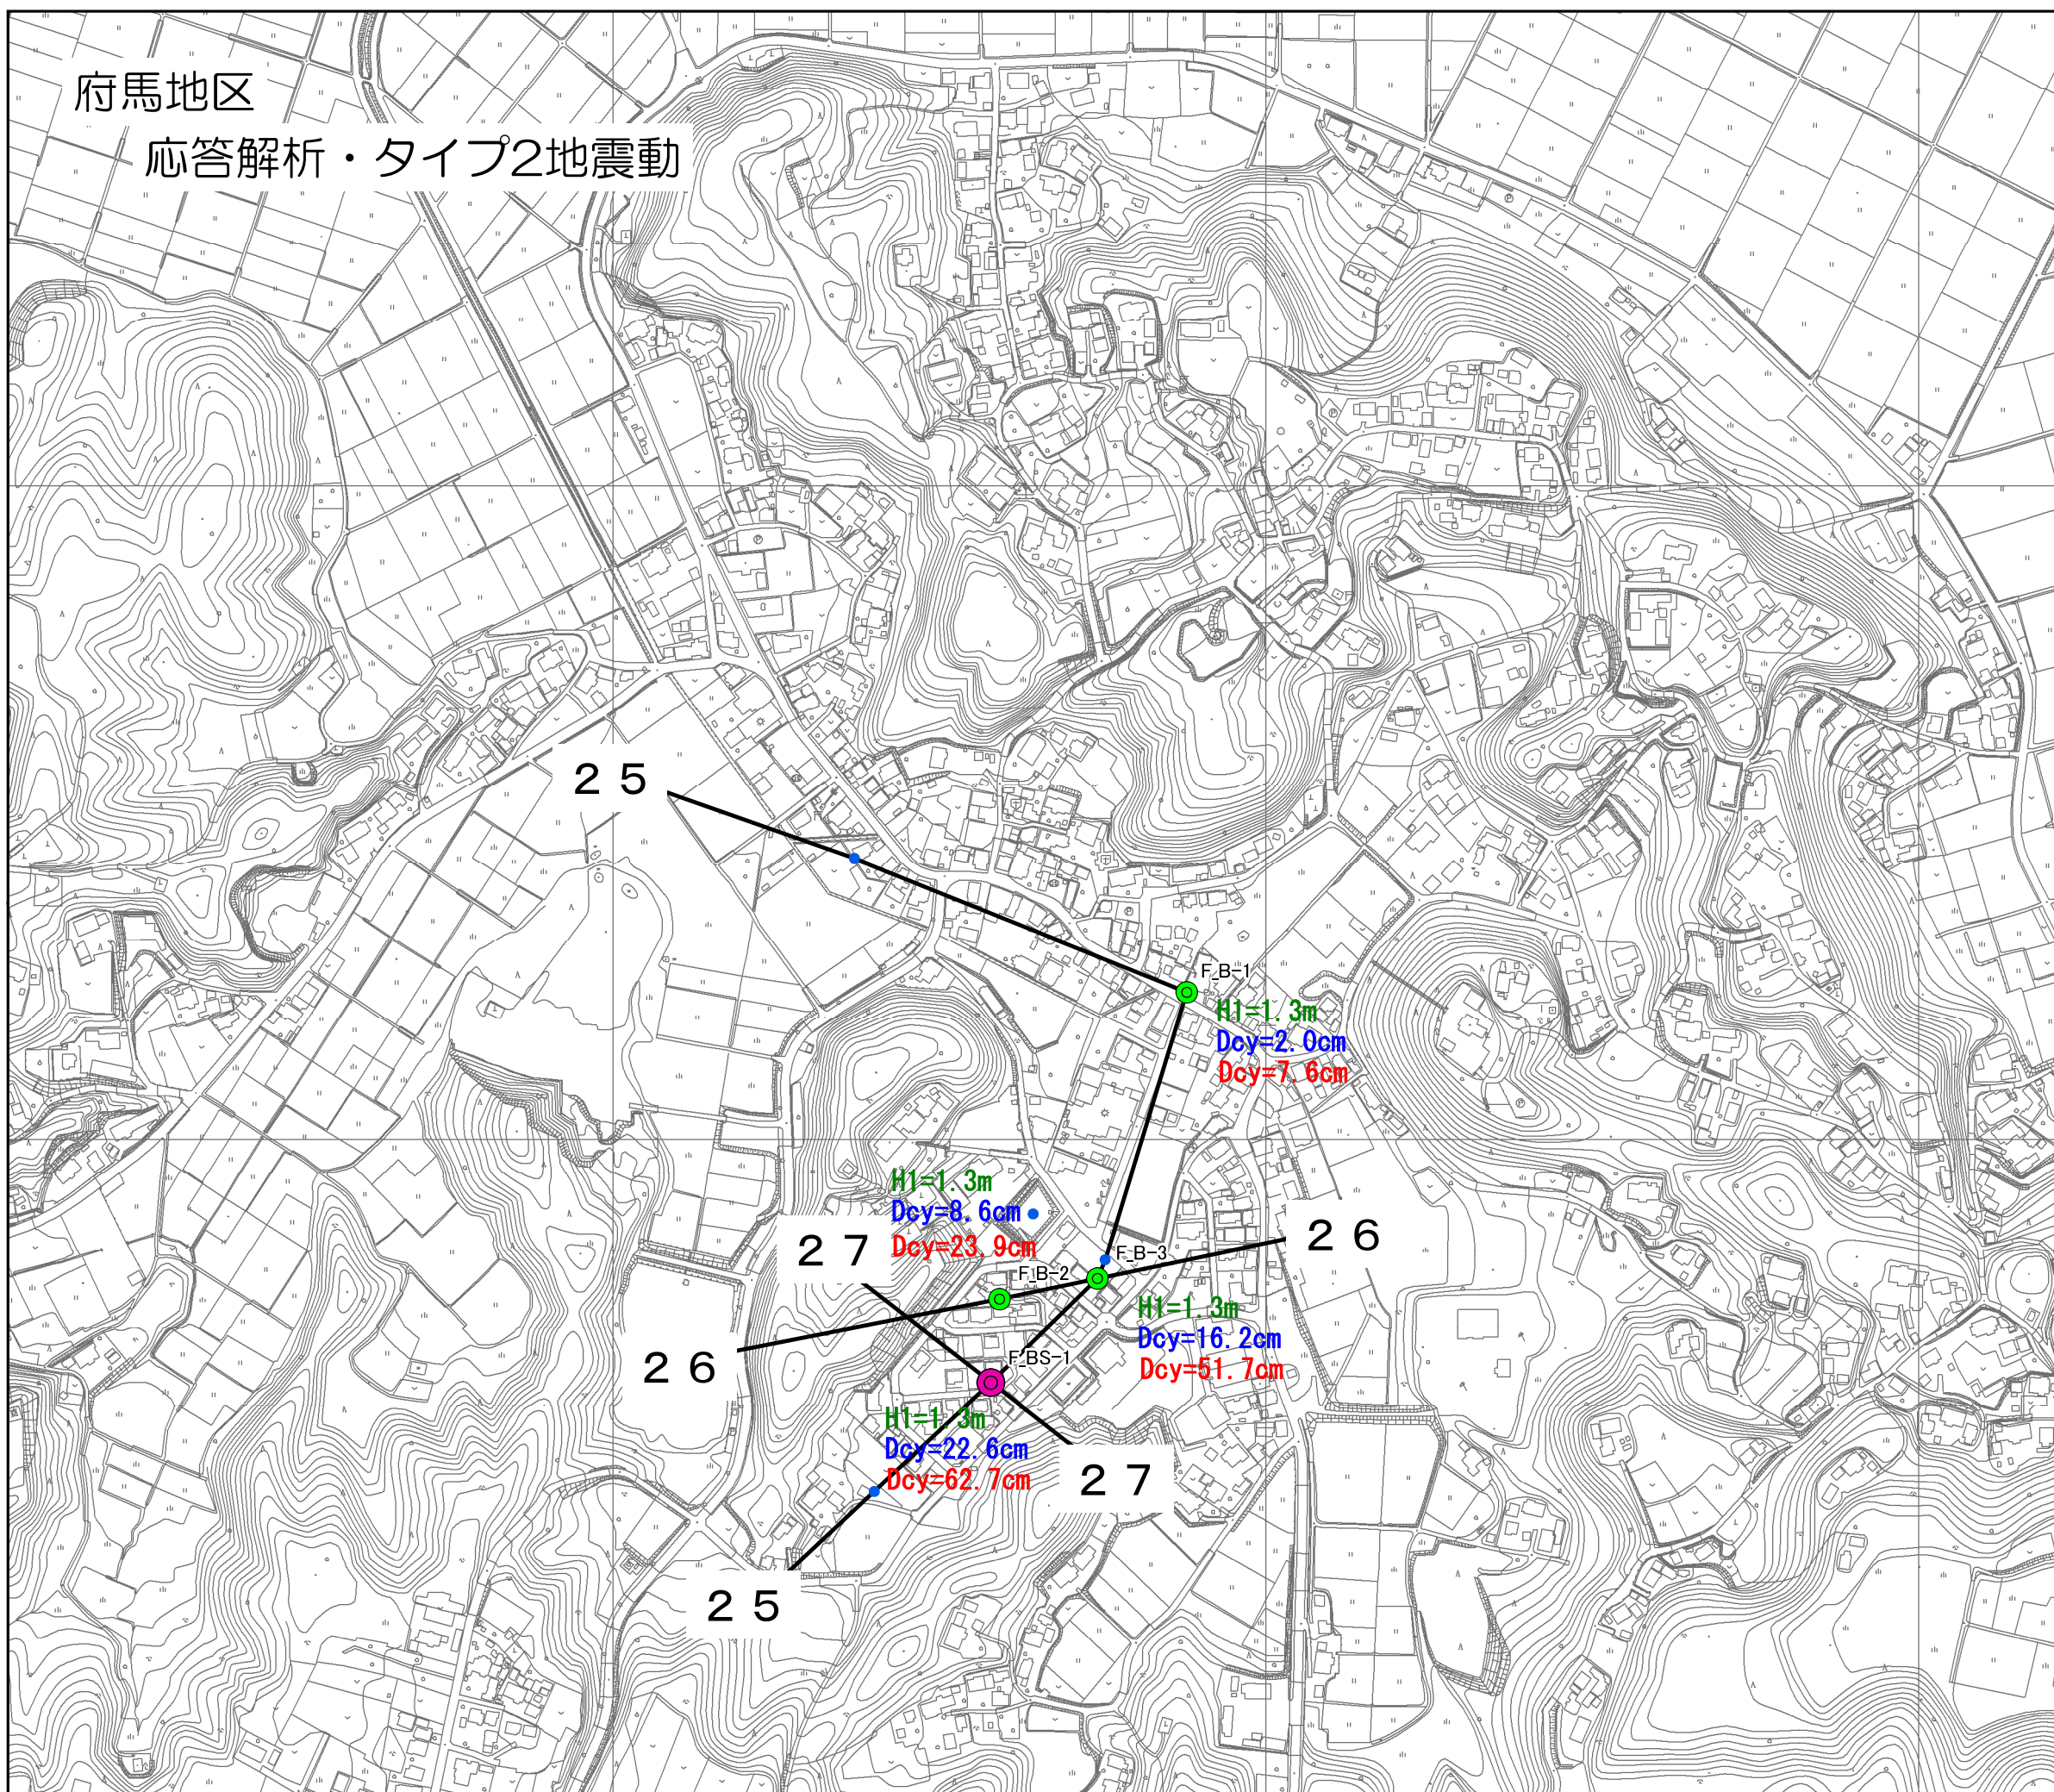 府馬地区
応答解析・タイプ2地震動
25
F_B-1
H1=1.3m
Dcy=2.0cm
Dcy=7.6cm
H1=1.3m
Dcy=8.6cm
Dcy=23.9cm
27
26
F_B-3
F_B-2
H1=1.3m
Dcy=16.2cm
Dcy=51.7cm
26
F_BS-1
H1=1.3m
Dcy=22.6cm
Dcy=62.7cm
27
25